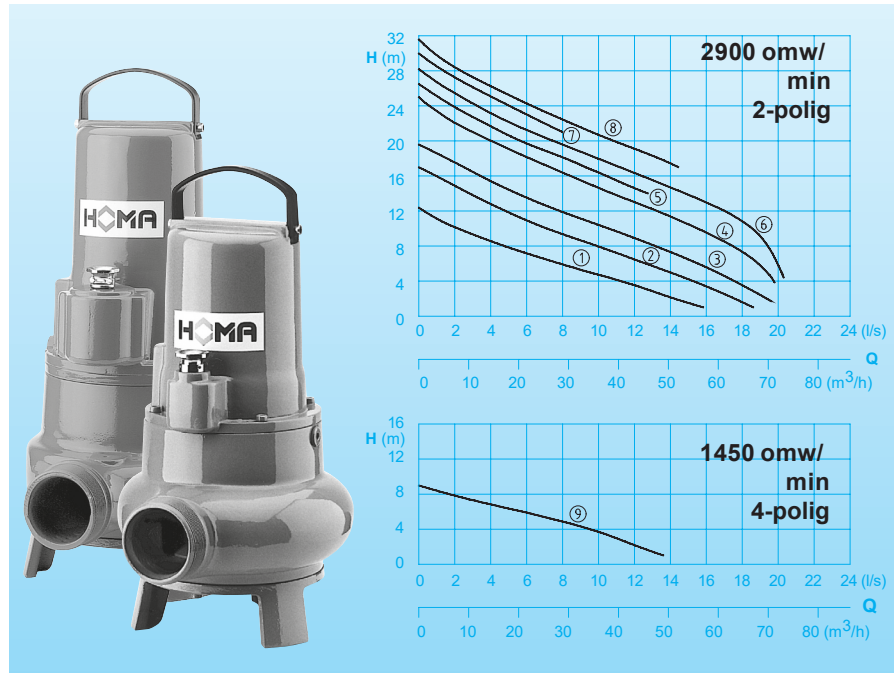 HOMA
HOMA
32
H (m)
28
24
20
16
12
8
4
0
2900 omw/
min
2-polig
⑧
⑦
⑤
⑥
④
③
②
①
0 2 4 6 8 10 12 14 16 18 20 22 24 (l/s)
Q
0 10 20 30 40 50 60 70 80 (m³/h)
16
H (m)
12
8
4
0
1450 omw/
min
4-polig
⑨
0 2 4 6 8 10 12 14 16 18 20 22 24 (l/s)
Q
0 10 20 30 40 50 60 70 80 (m³/h)